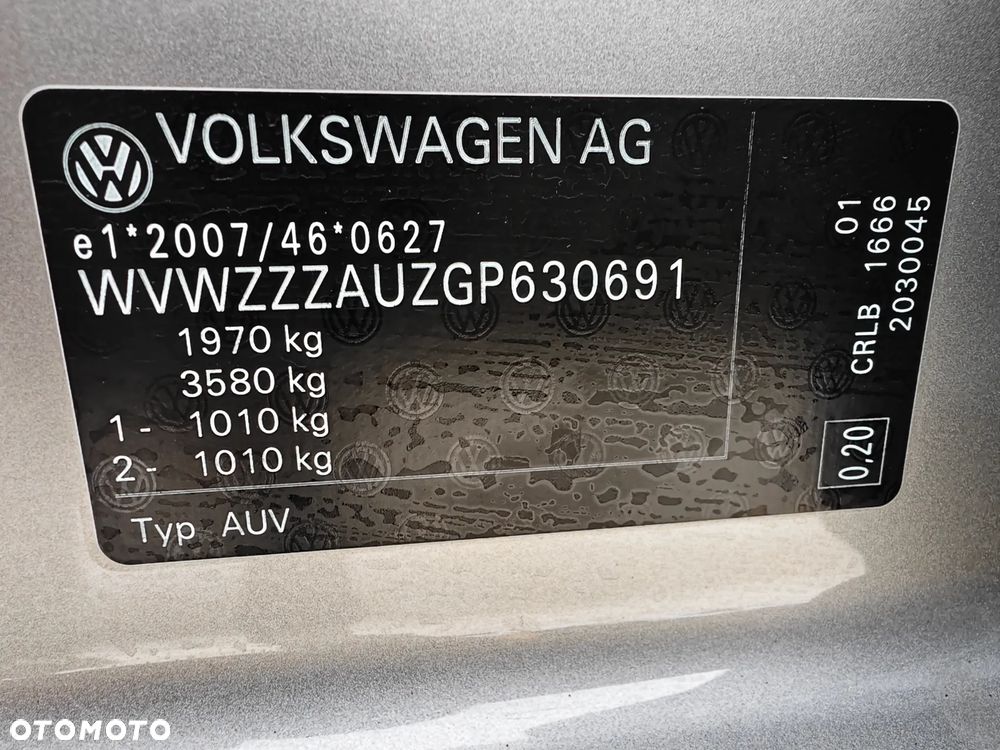 VOLKSWAGEN AG
e1*2007/46*0627
WVWZZZAUZGP630691
1970 kg
3580 kg
1- 1010 kg
2- 1010 kg
Typ AUV
01
CRLB 1666
2030045
0,20
OTOMOTO